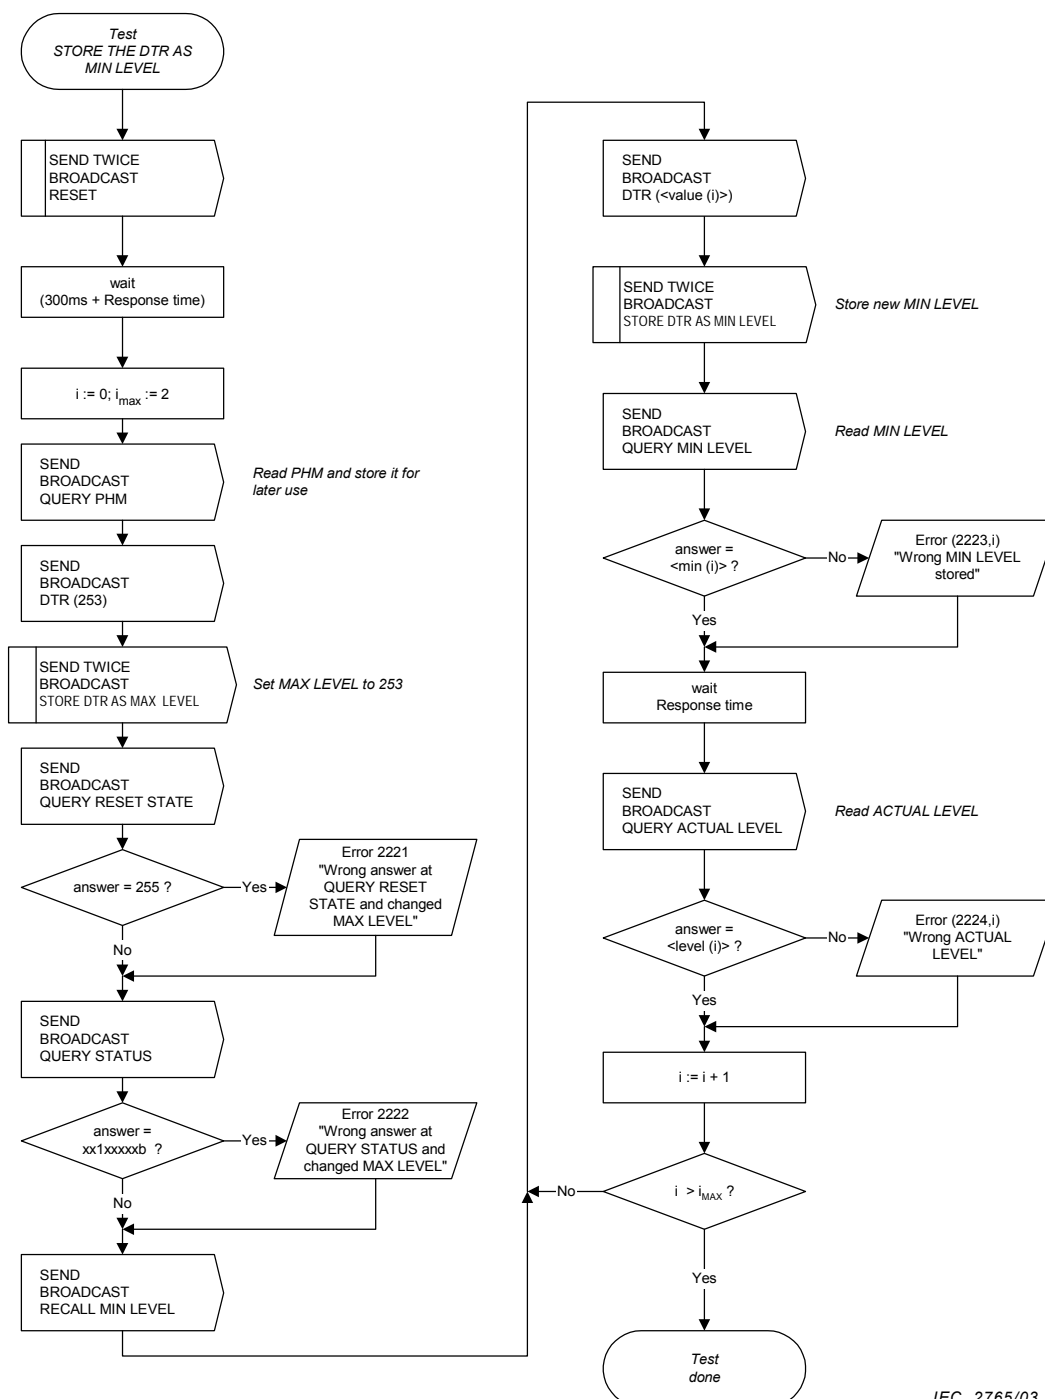 Test
STORE THE DTR AS
MIN LEVEL
SEND TWICE
BROADCAST
RESET
wait
(300ms + Response time)
i := 0; imax := 2
SEND
BROADCAST
QUERY PHM
Read PHM and store it for
later use
SEND
BROADCAST
DTR (253)
SEND TWICE
BROADCAST
STORE DTR AS MAX LEVEL
Set MAX LEVEL to 253
SEND
BROADCAST
QUERY RESET STATE
answer = 255 ?
Yes
Error 2221
"Wrong answer at
QUERY RESET
STATE and changed
MAX LEVEL"
No
SEND
BROADCAST
QUERY STATUS
answer =
xx1xxxxxb ?
Yes
Error 2222
"Wrong answer at
QUERY STATUS and
changed MAX LEVEL"
No
SEND
BROADCAST
RECALL MIN LEVEL
SEND
BROADCAST
DTR (<value (i)>)
SEND TWICE
BROADCAST
STORE DTR AS MIN LEVEL
Store new MIN LEVEL
SEND
BROADCAST
QUERY MIN LEVEL
Read MIN LEVEL
answer =
<min (i)> ?
No
Error (2223,i)
"Wrong MIN LEVEL
stored"
Yes
wait
Response time
SEND
BROADCAST
QUERY ACTUAL LEVEL
Read ACTUAL LEVEL
answer =
<level (i)> ?
No
Error (2224,i)
"Wrong ACTUAL
LEVEL"
Yes
i := i + 1
i > iMAX ?
No
Yes
Test
done
IEC 2765/03